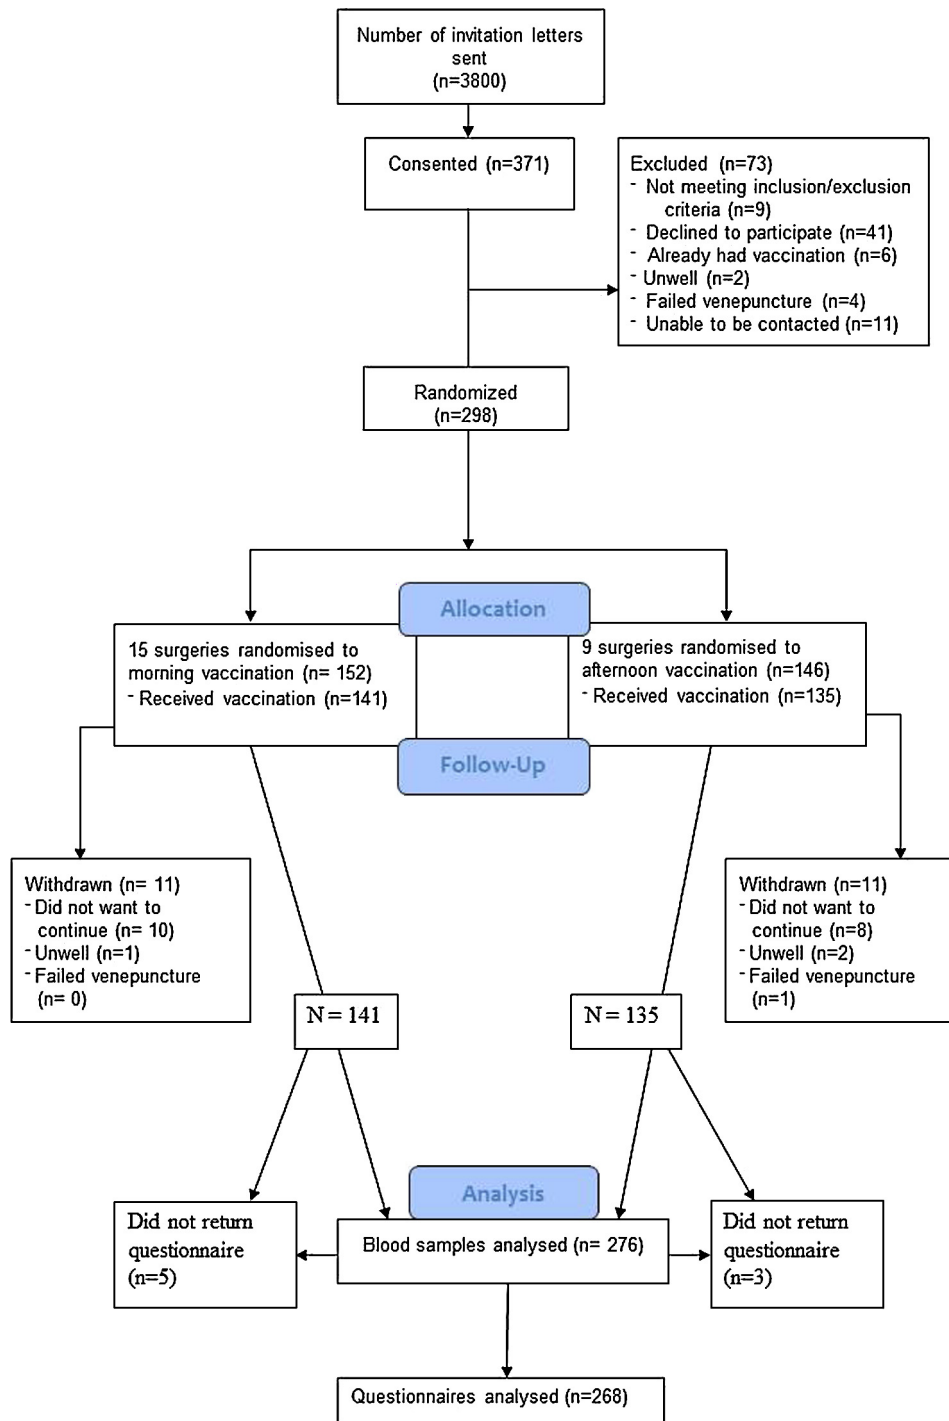 Number of invitation letters
sent
(n=3800)
Consented (n=371)
Excluded (n=73)
- Not meeting inclusion/exclusion
criteria (n=9)
- Declined to participate (n=41)
- Already had vaccination (n=6)
- Unwell (n=2)
- Failed venepuncture (n=4)
- Unable to be contacted (n=11)
Randomized
(n=298)
Allocation
15 surgeries randomised to
morning vaccination (n= 152)
- Received vaccination (n=141)
9 surgeries randomised to
afternoon vaccination (n=146)
- Received vaccination (n=135)
Follow-Up
Withdrawn (n= 11)
- Did not want to
continue (n= 10)
- Unwell (n=1)
- Failed venepuncture
(n= 0)
Withdrawn (n=11)
- Did not want to
continue (n=8)
- Unwell (n=2)
- Failed venepuncture
(n=1)
N = 141
N = 135
Analysis
Did not return
questionnaire
(n=5)
Blood samples analysed (n= 276)
Did not return
questionnaire
(n=3)
Questionnaires analysed (n=268)